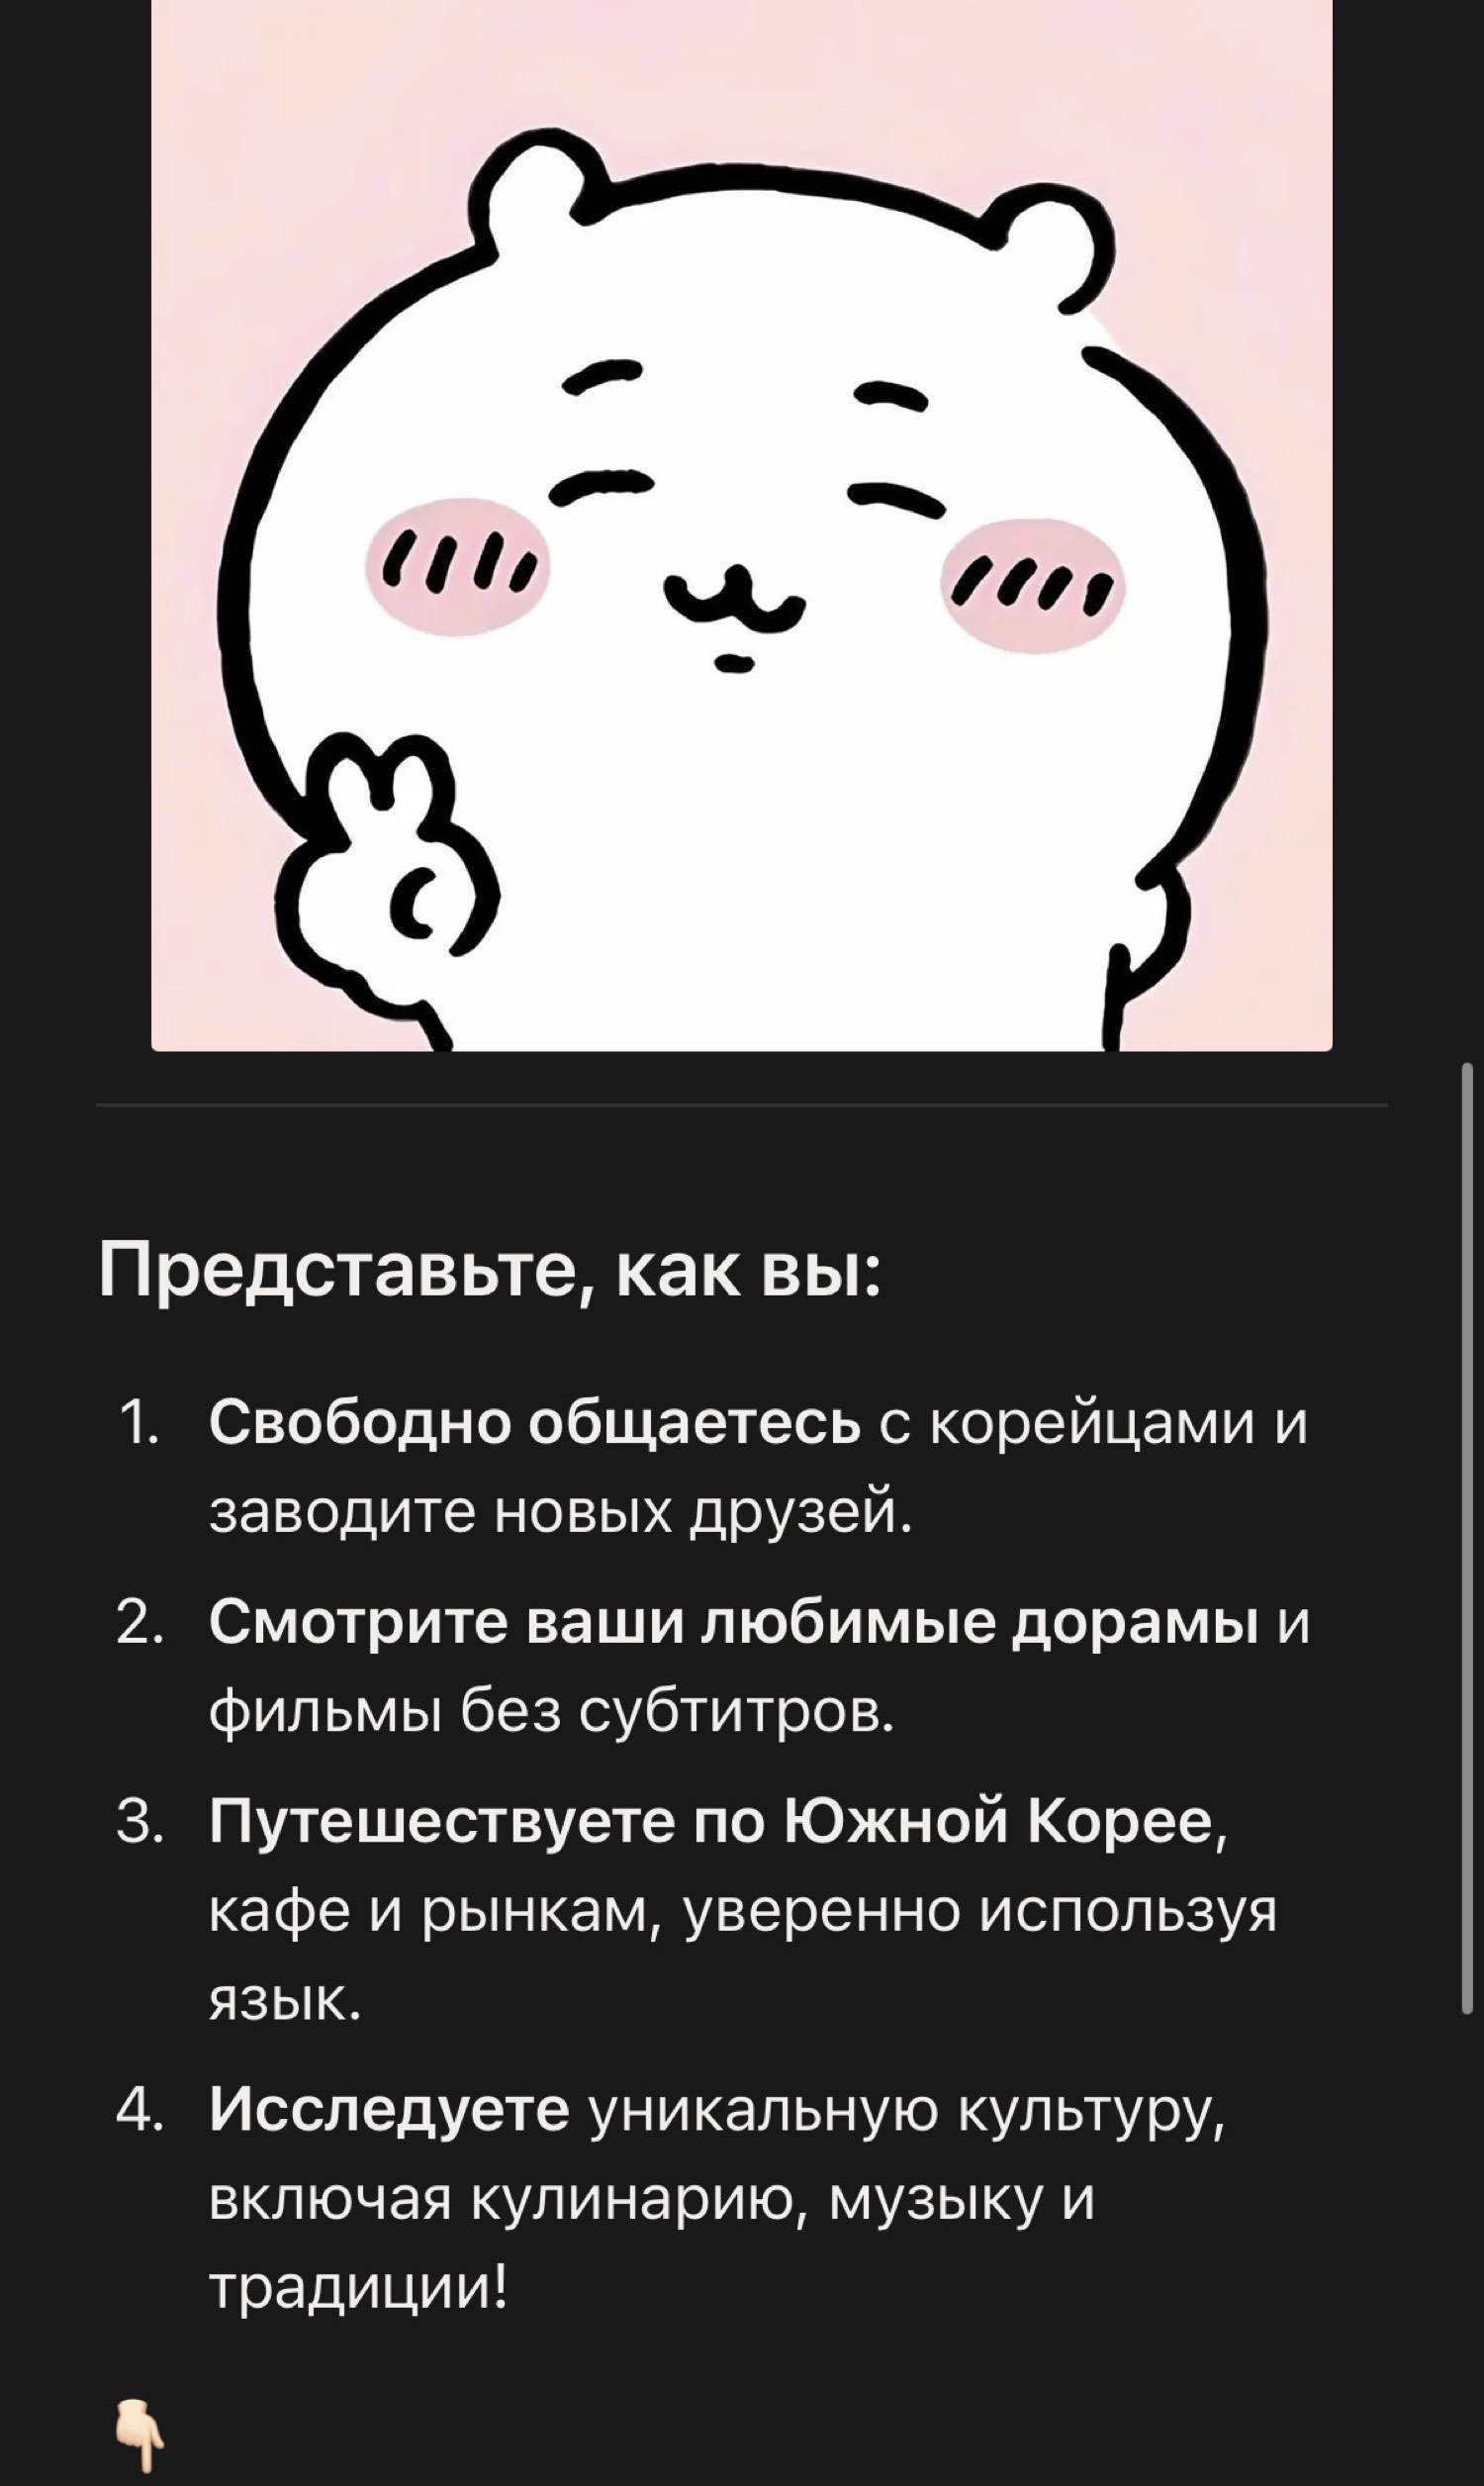 Представьте, как вы:
1. Свободно общаетесь с корейцами и
заводите новых друзей.
2. Смотрите ваши любимые дорамы и
фильмы без субтитров.
3. Путешествуете по Южной Корее,
кафе и рынкам, уверенно используя
язык.
4. Исследуете уникальную культуру,
включая кулинарию, музыку и
традиции!
👇🏻